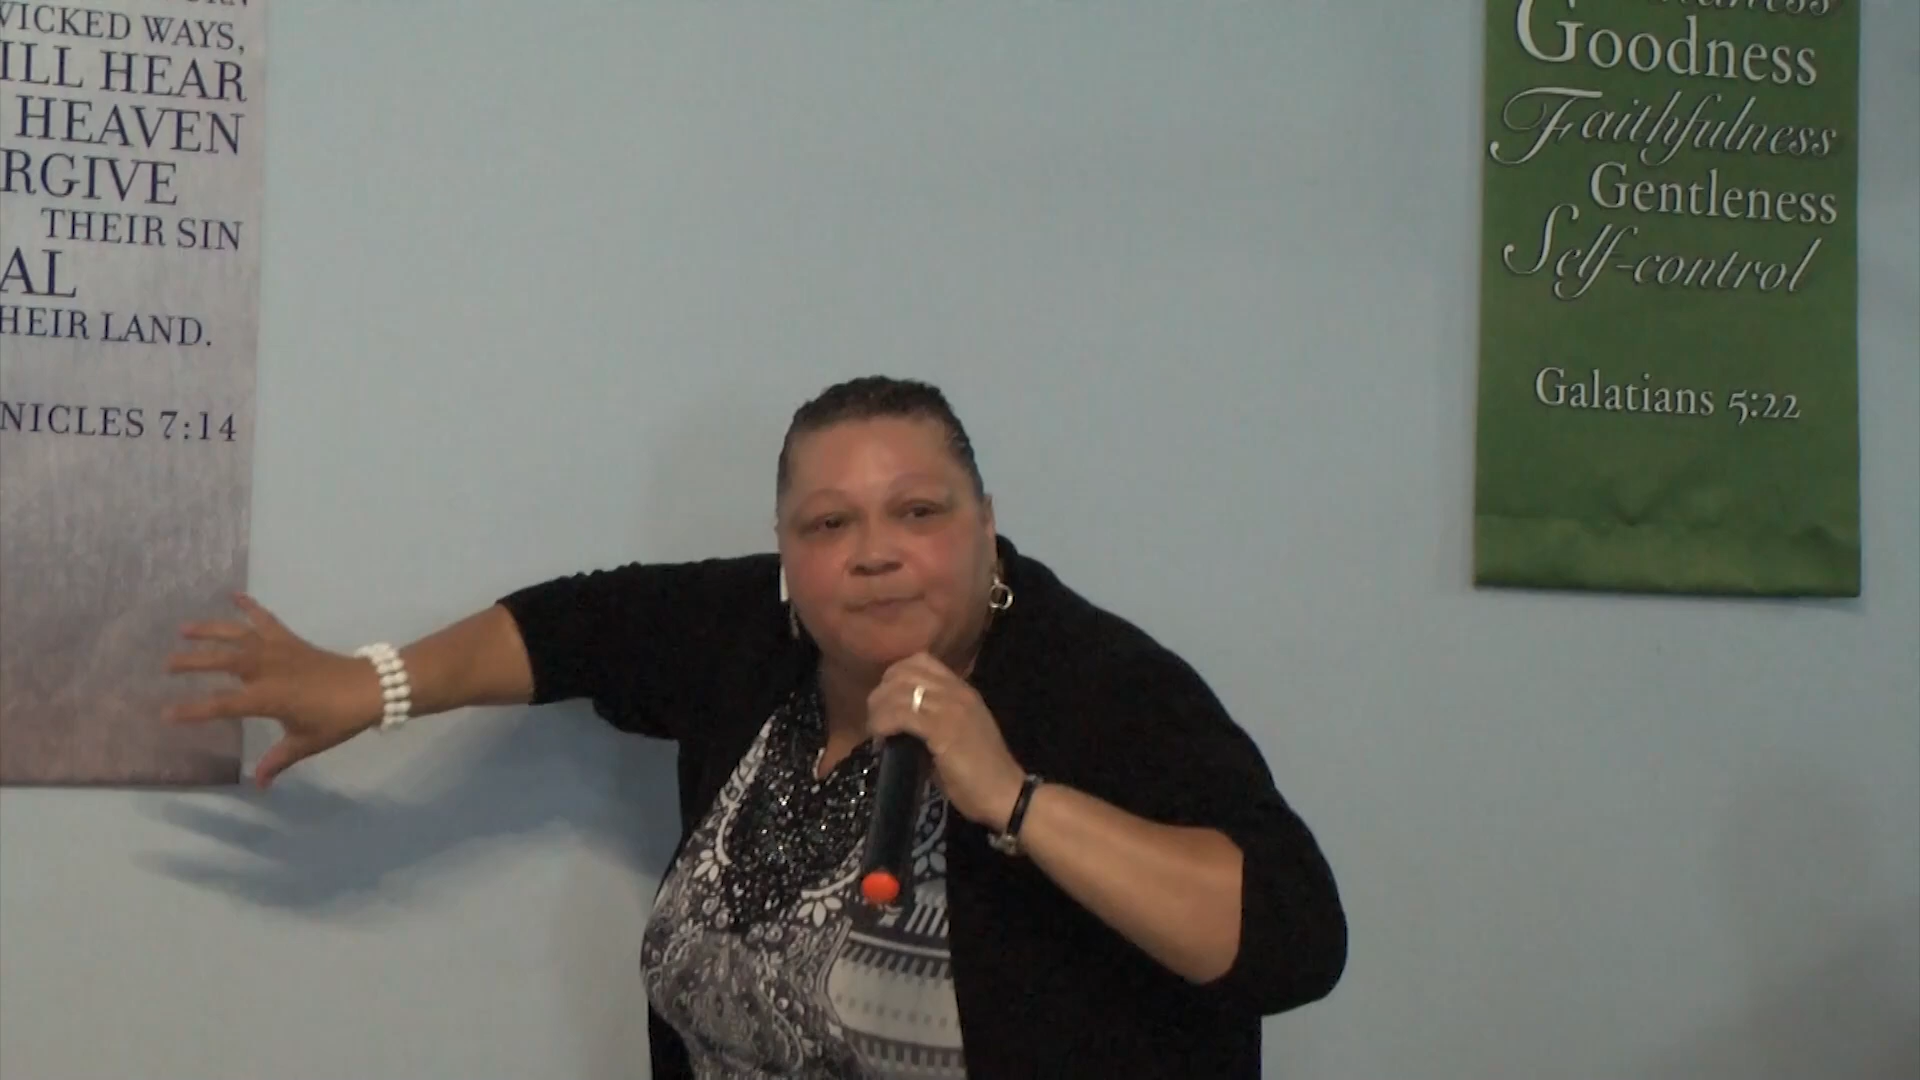 WICKED WAYS,
ILL HEAR
HEAVEN
RGIVE
THEIR SIN
AL
HEIR LAND.
NICLES 7:14
Goodness
Faithfulness
Gentleness
Self-control
Galatians 5:22